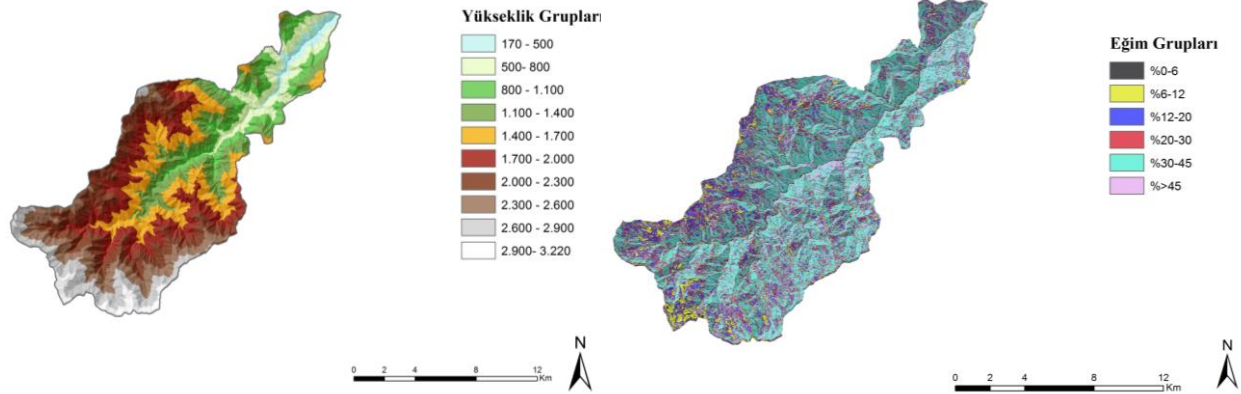 Yükseklik Grupları
170 - 500
500- 800
800 - 1.100
1.100 - 1.400
1.400 - 1.700
1.700 - 2.000
2.000 - 2.300
2.300 - 2.600
2.600 - 2.900
2.900- 3.220
N
0 2 4 8 12
Km
Eğim Grupları
%0-6
%6-12
%12-20
%20-30
%30-45
%>45
N
0 2 4 8 12
Km